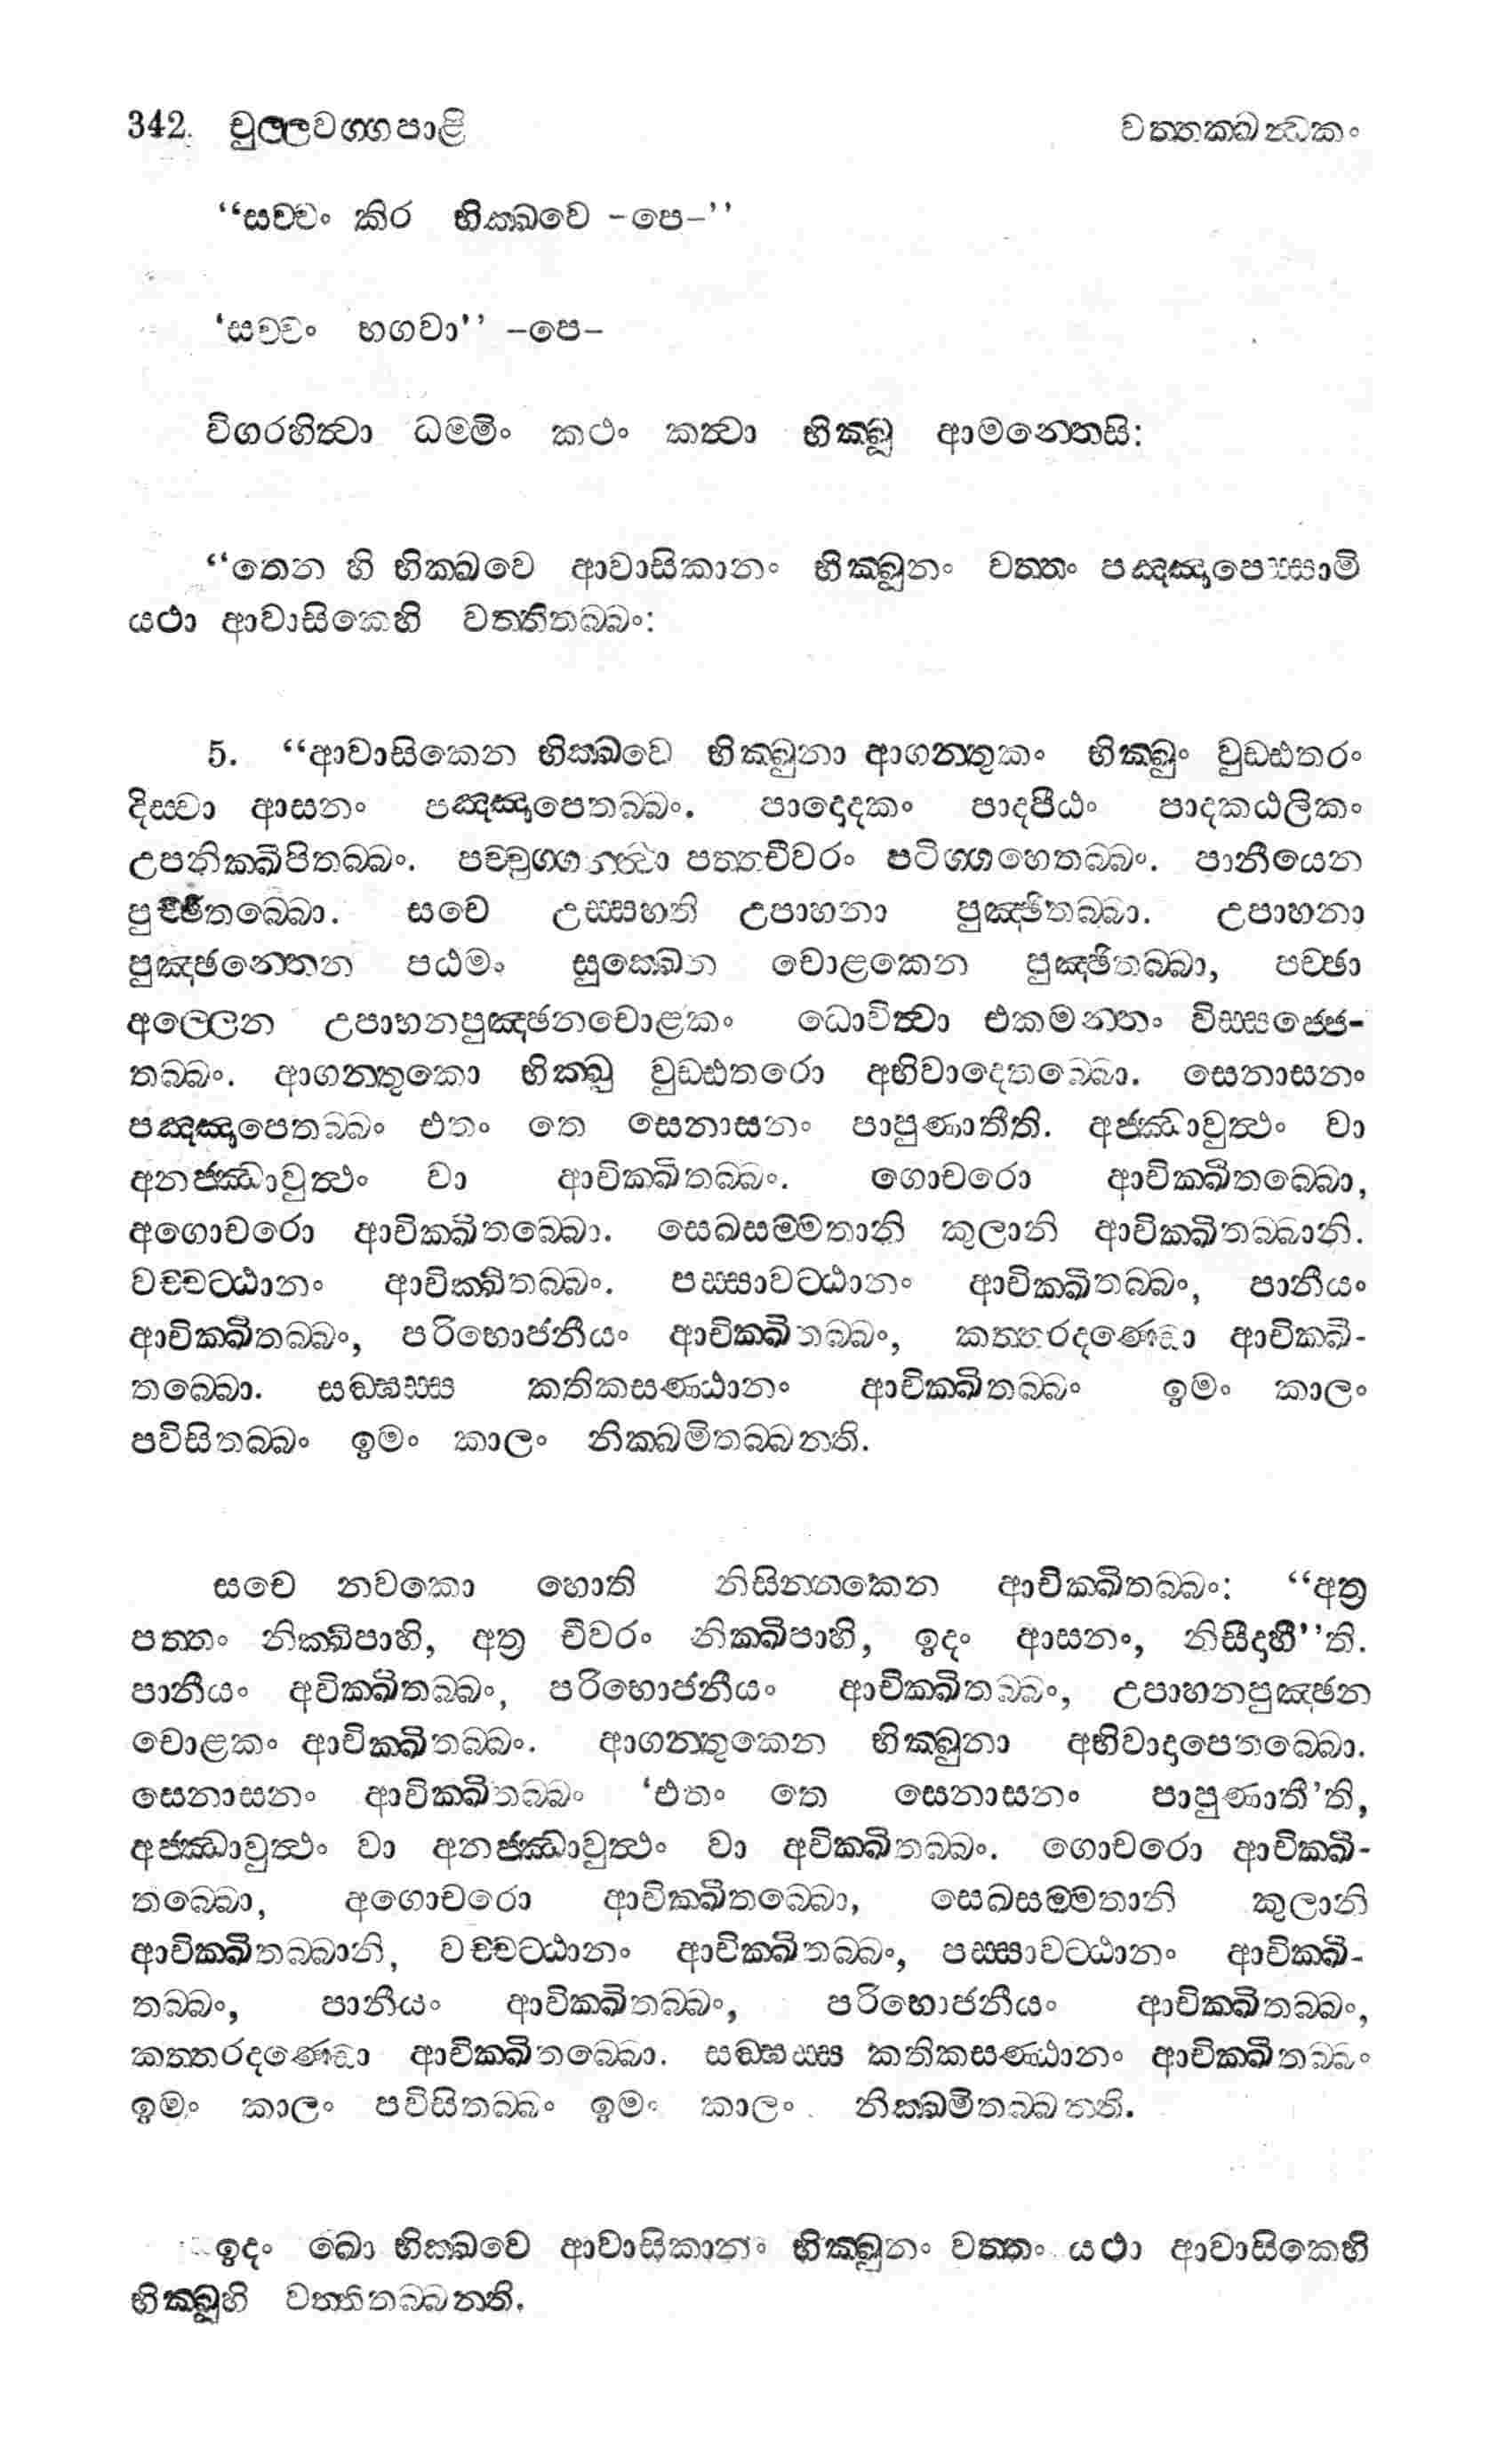 342. චුල්ලවග්ගපාළි වත්තක්ඛන්ධකං
“සච්චං කිර භික්ඛවෙ -පෙ-”
‘සච්චං භගවා’’ -පෙ-
විගරහිත්වා ධම්මිං කථං කත්වා භික්ඛූ ආමන්තෙසි:
“තෙන හි භික්ඛවෙ ආවාසිකානං භික්ඛූනං වත්තං පඤ්ඤාපෙස්සාමි
යථා ආවාසිකෙහි වත්තිතබ්බං:
5. “ආවාසිකෙන භික්ඛවෙ භික්ඛුනා ආගන්තුකං භික්ඛුං වුඩ්ඪතරං
දිස්වා ආසනං පඤ්ඤාපෙතබ්බං. පාදොදකං පාදපීඨං පාදකඨලිකං
උපනික්ඛිපිතබ්බං. පච්චුග්ගන්ත්වා පත්තචීවරං පටිග්ගහෙතබ්බං. පානීයෙන
පුච්ඡිතබ්බො. සචෙ උස්සහති උපාහනා පුඤ්ඡිතබ්බා. උපාහනා
පුඤ්ඡන්තෙන පඨමං සුක්ඛෙන චොළකෙන පුඤ්ඡිතබ්බා, පච්ඡා
අල්ලෙන උපාහනපුඤ්ඡනචොළකං ධොවිත්වා එකමන්තං විස්සජ්ජෙ-
තබ්බං. ආගන්තුකො භික්ඛු වුඩ්ඪතරො අභිවාදෙතබ්බො. සෙනාසනං
පඤ්ඤාපෙතබ්බං එතං තෙ සෙනාසනං පාපුණාතීති. අජ්ඣාවුත්ථං වා
අනජ්ඣාවුත්ථං වා ආචික්ඛිතබ්බං. ගොචරො ආචික්ඛිතබ්බො,
අගොචරො ආචික්ඛිතබ්බො. සෙඛසම්මතානි කුලානි ආචික්ඛිතබ්බානි.
වච්චට්ඨානං ආචික්ඛිතබ්බං. පස්සාවට්ඨානං ආචික්ඛිතබ්බං, පානීයං
ආචික්ඛිතබ්බං, පරිභොජනීයං ආචික්ඛිතබ්බං, කත්තරදණ්ඩො ආචික්ඛි-
තබ්බො. සඞ්ඝස්ස කතිකසණ්ඨානං ආචික්ඛිතබ්බං ඉමං කාලං
පවිසිතබ්බං ඉමං කාලං නික්ඛමිතබ්බන්ති.
සචෙ නවකො හොති නිසින්නකෙන ආචික්ඛිතබ්බං: “අත්‍ර
පත්තං නික්ඛිපාහි, අත්‍ර චීවරං නික්ඛිපාහි, ඉදං ආසනං, නිසීදාහී’’ති.
පානීයං අචික්ඛිතබ්බං, පරිභොජනීයං ආචික්ඛිතබ්බං, උපාහනපුඤ්ඡන
චොළකං ආචික්ඛිතබ්බං. ආගන්තුකෙන භික්ඛුනා අභිවාදාපෙතබ්බො.
සෙනාසනං ආචික්ඛිතබ්බං ‘එතං තෙ සෙනාසනං පාපුණාතී’ති,
අජ්ඣාවුත්ථං වා අනජ්ඣාවුත්ථං වා අචික්ඛිතබ්බං. ගොචරො ආචික්ඛි-
තබ්බො, අගොචරො ආචික්ඛිතබ්බො, සෙඛසම්මතානි කුලානි
ආචික්ඛිතබ්බානි, වච්චට්ඨානං ආචික්ඛිතබ්බං, පස්සාවට්ඨානං ආචික්ඛි-
තබ්බං, පානීයං ආචික්ඛිතබ්බං, පරිභොජනීයං ආචික්ඛිතබ්බං,
කත්තරදණ්ඩො ආචික්ඛිතබ්බො. සඞ්ඝස්ස කතිකසණ්ඨානං ආචික්ඛිතබ්බං
ඉමං කාලං පවිසිතබ්බං ඉමං කාලං නික්ඛමිතබ්බන්ති.
ඉදං ඛො භික්ඛවෙ ආවාසිකානං භික්ඛූනං වත්තං යථා ආවාසිකෙහි
භික්ඛූහි වත්තිතබ්බන්ති.